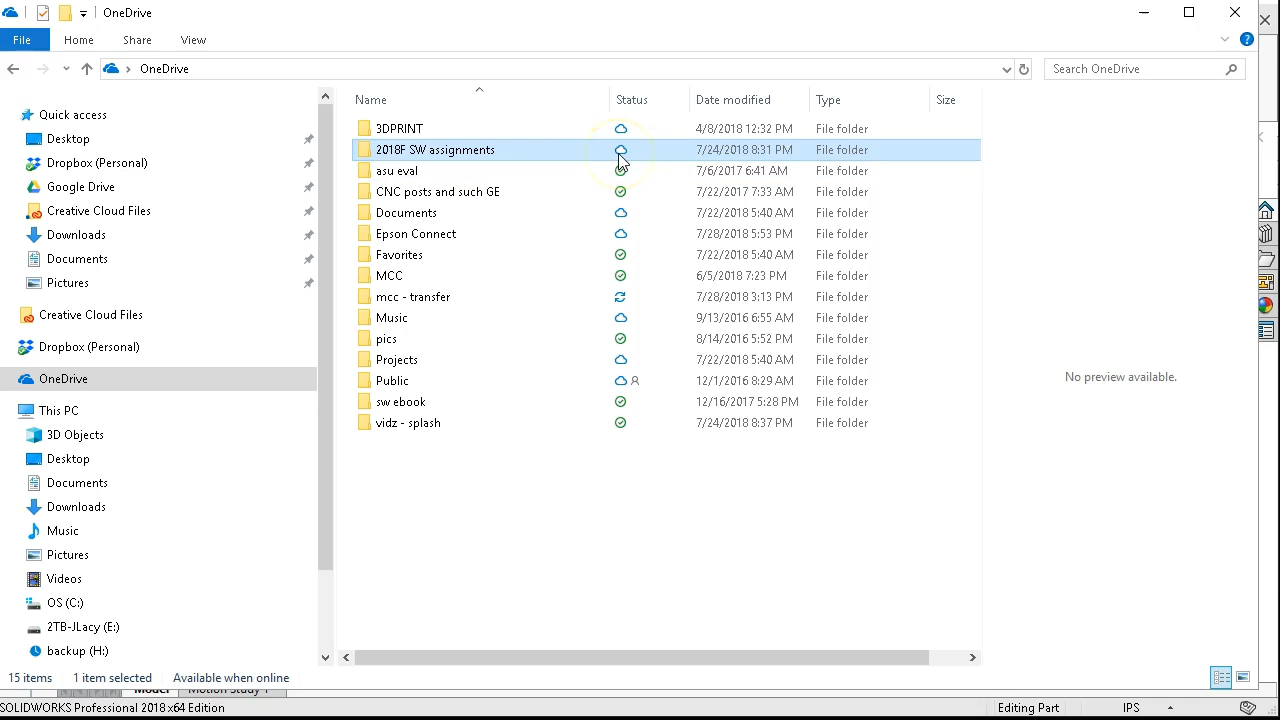 OneDrive
File Home Share View
OneDrive Search OneDrive
Name Status Date modified Type Size
Quick access
Desktop
Dropbox (Personal)
Google Drive
Creative Cloud Files
Downloads
Documents
Pictures
Creative Cloud Files
Dropbox (Personal)
OneDrive
This PC
3D Objects
Desktop
Documents
Downloads
Music
Pictures
Videos
OS (C:)
2TB-JLacy (E:)
backup (H:)
3DPRINT 4/8/2018 12:32 PM File folder
2018F SW assignments 7/24/2018 8:31 PM File folder
asu eval 7/6/2017 6:41 AM File folder
CNC posts and such GE 7/22/2017 7:33 AM File folder
Documents 7/22/2018 5:40 AM File folder
Epson Connect 7/28/2018 5:53 PM File folder
Favorites 7/22/2018 5:40 AM File folder
MCC 6/5/2018 7:23 PM File folder
mcc - transfer 7/28/2018 3:13 PM File folder
Music 9/13/2016 6:55 AM File folder
pics 8/14/2016 5:52 PM File folder
Projects 7/22/2018 5:40 AM File folder
Public 12/1/2016 8:29 AM File folder
sw ebook 12/16/2017 5:28 PM File folder
vidz - splash 7/24/2018 8:37 PM File folder
No preview available.
15 items 1 item selected Available when online
Model Motion Study 1
SOLIDWORKS Professional 2018 x64 Edition Editing Part IPS